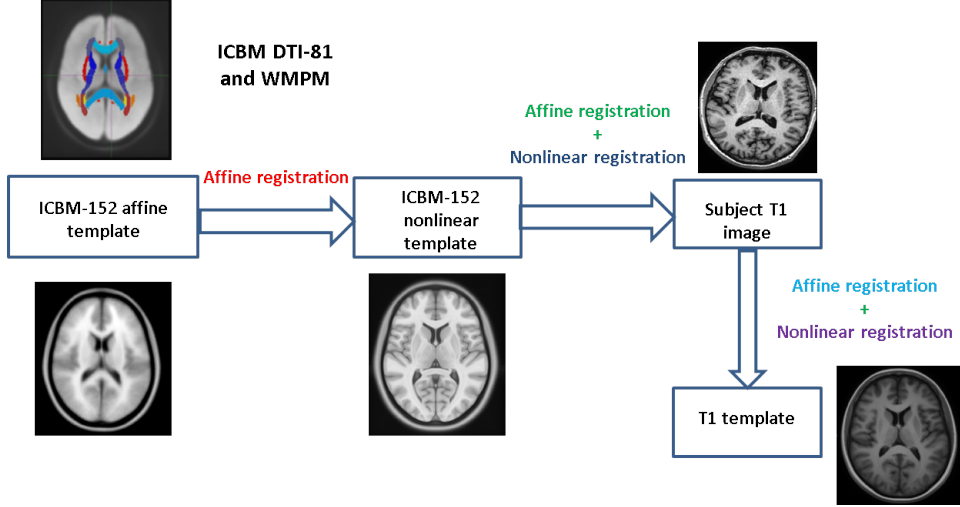 ICBM DTI-81
and WMPM
Affine registration
+
Nonlinear registration
ICBM-152 affine
template
Affine registration
ICBM-152
nonlinear
template
Subject T1
image
Affine registration
+
Nonlinear registration
T1 template